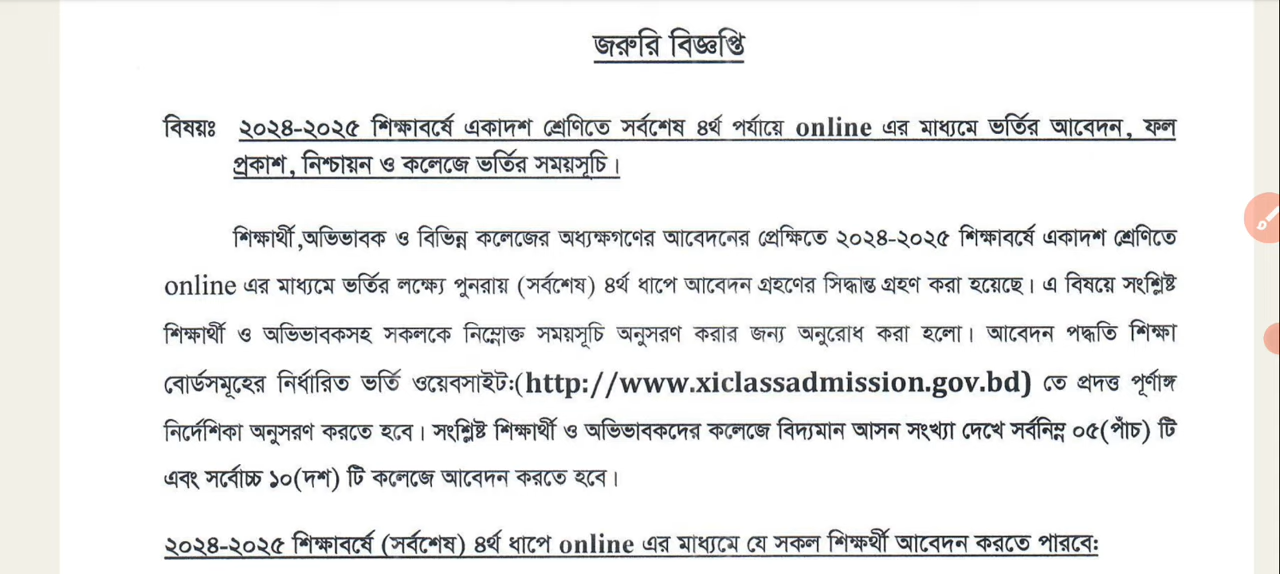 জরুরি বিজ্ঞপ্তি
বিষয়ঃ ২০২৪-২০২৫ শিক্ষাবর্ষে একাদশ শ্রেণিতে সর্বশেষ ৪র্থ পর্যায়ে online এর মাধ্যমে ভর্তির আবেদন, ফল
প্রকাশ, নিশ্চায়ন ও কলেজে ভর্তির সময়সূচি।
শিক্ষার্থী,অভিভাবক ও বিভিন্ন কলেজের অধ্যক্ষগণের আবেদনের প্রেক্ষিতে ২০২৪-২০২৫ শিক্ষাবর্ষে একাদশ শ্রেণিতে
online এর মাধ্যমে ভর্তির লক্ষ্যে পুনরায় (সর্বশেষ) ৪র্থ ধাপে আবেদন গ্রহণের সিদ্ধান্ত গ্রহণ করা হয়েছে। এ বিষয়ে সংশ্লিষ্ট
শিক্ষার্থী ও অভিভাবকসহ সকলকে নিম্নোক্ত সময়সূচি অনুসরণ করার জন্য অনুরোধ করা হলো। আবেদন পদ্ধতি শিক্ষা
বোর্ডসমূহের নির্ধারিত ভর্তি ওয়েবসাইট:(http://www.xiclassadmission.gov.bd) তে প্রদত্ত পূর্ণাঙ্গ
নির্দেশিকা অনুসরণ করতে হবে। সংশ্লিষ্ট শিক্ষার্থী ও অভিভাবকদের কলেজে বিদ্যমান আসন সংখ্যা দেখে সর্বনিম্ন ০৫(পাঁচ) টি
এবং সর্বোচ্চ ১০(দশ) টি কলেজে আবেদন করতে হবে।
২০২৪-২০২৫ শিক্ষাবর্ষে (সর্বশেষ) ৪র্থ ধাপে online এর মাধ্যমে যে সকল শিক্ষর্থী আবেদন করতে পারবে: